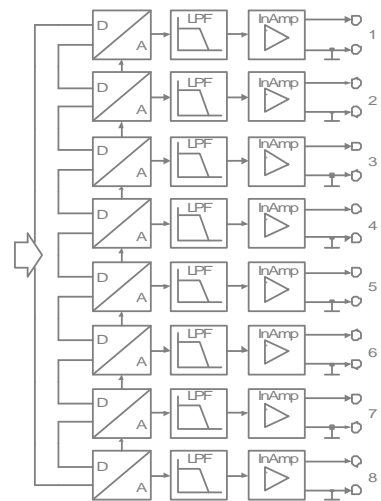 D A LPF InAmp 1
D A LPF InAmp 2
D A LPF InAmp 3
D A LPF InAmp 4
D A LPF InAmp 5
D A LPF InAmp 6
D A LPF InAmp 7
D A LPF InAmp 8